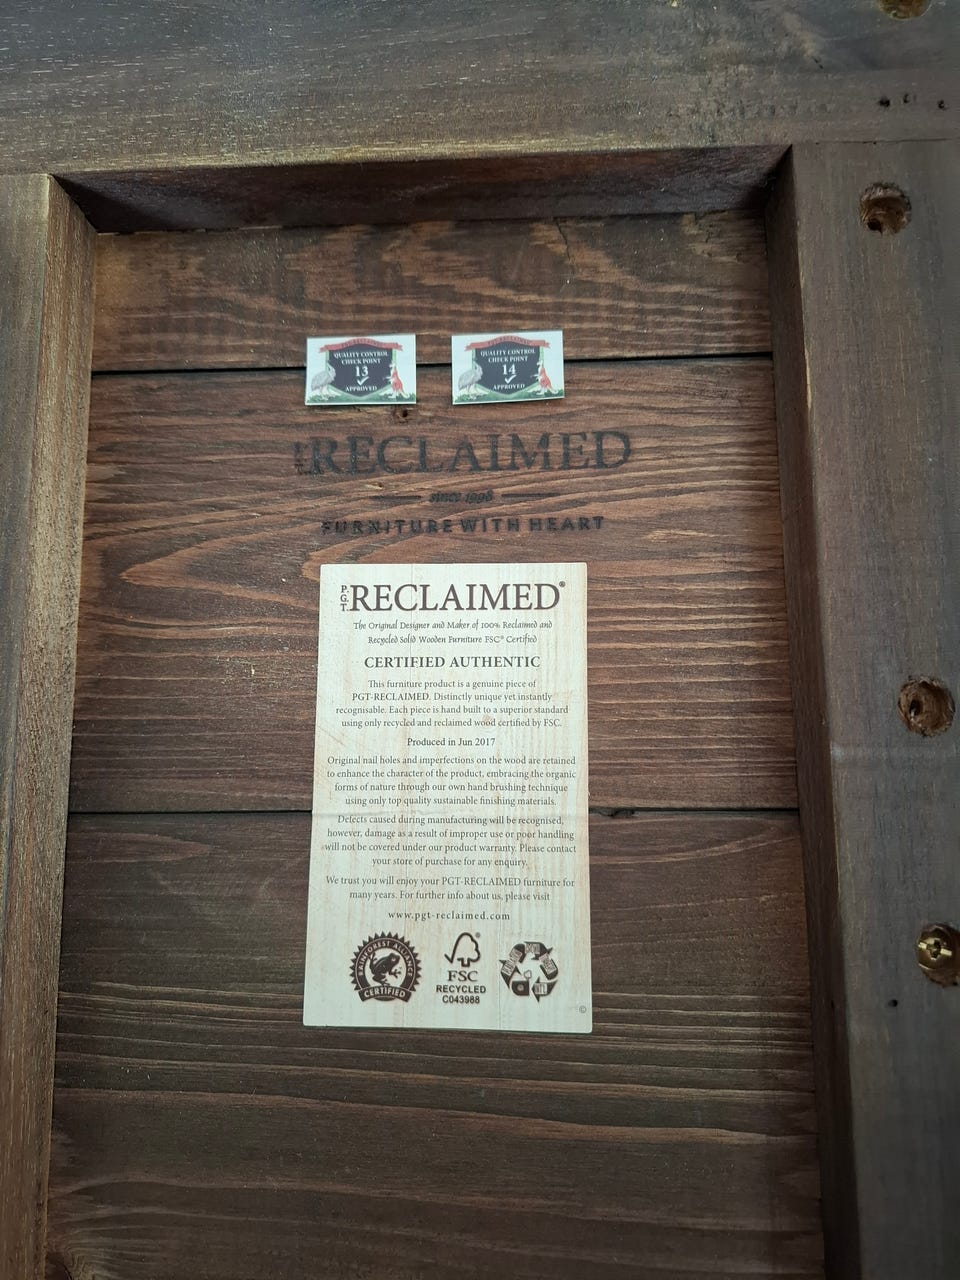 QUALITY CONTROL
CHECK POINT
13
APPROVED
QUALITY CONTROL
CHECK POINT
14
APPROVED
RECLAIMED
since 1998
FURNITURE WITH HEART
P.G.T. RECLAIMED®
The Original Designer and Maker of 100% Reclaimed and
Recycled Solid Wooden Furniture FSC® Certified
CERTIFIED AUTHENTIC
This furniture product is a genuine piece of
PGT-RECLAIMED. Distinctly unique yet instantly
recognisable. Each piece is hand built to a superior standard
using only recycled and reclaimed wood certified by FSC.
Produced in Jun 2017
Original nail holes and imperfections on the wood are retained
to enhance the character of the product, embracing the organic
forms of nature through our own hand brushing technique
using only top quality sustainable finishing materials.
Defects caused during manufacturing will be recognised,
however, damage as a result of improper use or poor handling
will not be covered under our product warranty. Please contact
your store of purchase for any enquiry.
We trust you will enjoy your PGT-RECLAIMED furniture for
many years. For further info about us, please visit
www.pgt-reclaimed.com
RAINFOREST ALLIANCE
CERTIFIED
®
FSC
RECYCLED
C043988
©